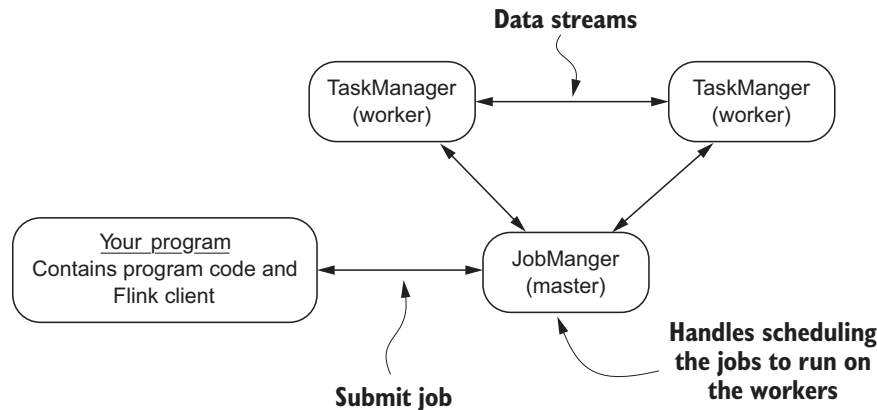 Data streams
TaskManager
(worker)
TaskManger
(worker)
Your program
Contains program code and
Flink client
JobManger
(master)
Submit job
Handles scheduling
the jobs to run on
the workers